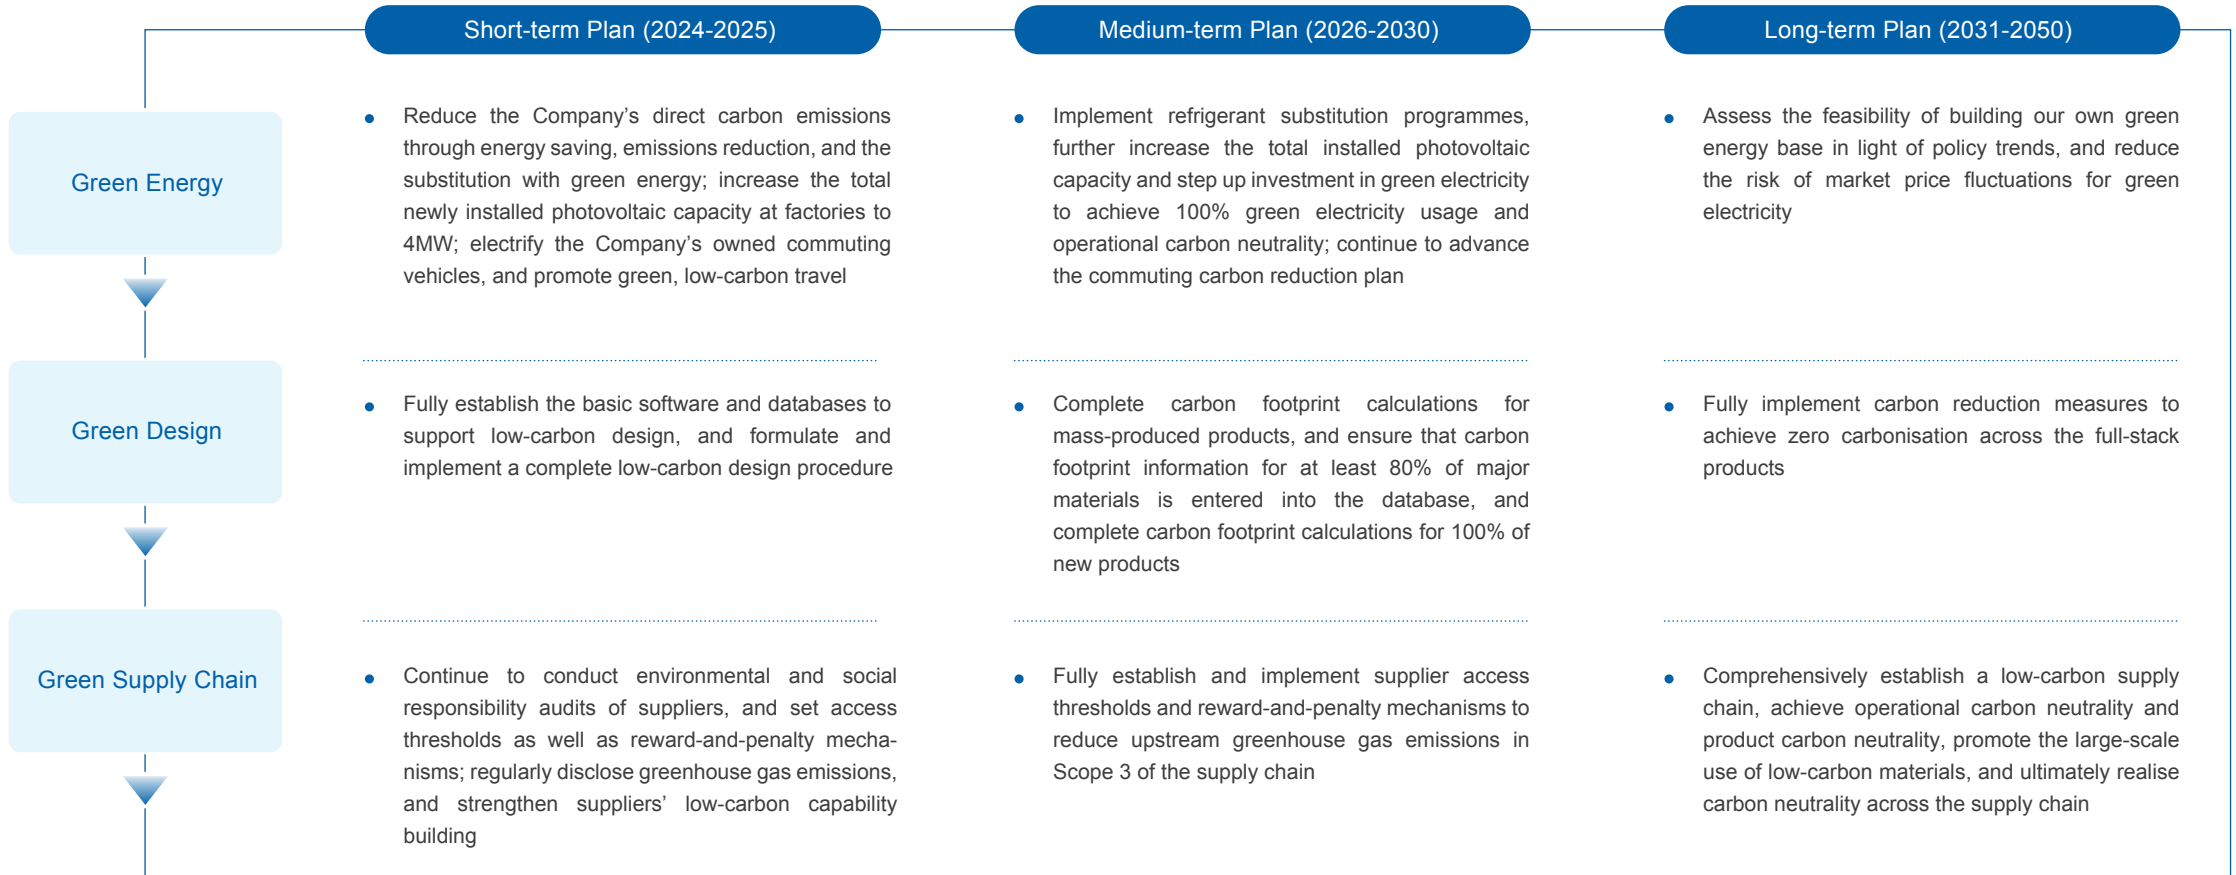 Short-term Plan (2024-2025)
Medium-term Plan (2026-2030)
Long-term Plan (2031-2050)
Green Energy
Reduce the Company’s direct carbon emissions
through energy saving, emissions reduction, and the
substitution with green energy; increase the total
newly installed photovoltaic capacity at factories to
4MW; electrify the Company’s owned commuting
vehicles, and promote green, low-carbon travel
Implement refrigerant substitution programmes,
further increase the total installed photovoltaic
capacity and step up investment in green electricity
to achieve 100% green electricity usage and
operational carbon neutrality; continue to advance
the commuting carbon reduction plan
Assess the feasibility of building our own green
energy base in light of policy trends, and reduce
the risk of market price fluctuations for green
electricity
Green Design
Fully establish the basic software and databases to
support low-carbon design, and formulate and
implement a complete low-carbon design procedure
Complete carbon footprint calculations for
mass-produced products, and ensure that carbon
footprint information for at least 80% of major
materials is entered into the database, and
complete carbon footprint calculations for 100% of
new products
Fully implement carbon reduction measures to
achieve zero carbonisation across the full-stack
products
Green Supply Chain
Continue to conduct environmental and social
responsibility audits of suppliers, and set access
thresholds as well as reward-and-penalty mecha-
nisms; regularly disclose greenhouse gas emissions,
and strengthen suppliers’ low-carbon capability
building
Fully establish and implement supplier access
thresholds and reward-and-penalty mechanisms to
reduce upstream greenhouse gas emissions in
Scope 3 of the supply chain
Comprehensively establish a low-carbon supply
chain, achieve operational carbon neutrality and
product carbon neutrality, promote the large-scale
use of low-carbon materials, and ultimately realise
carbon neutrality across the supply chain